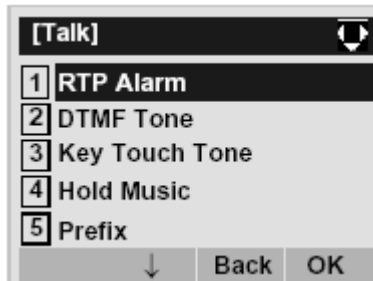 [Talk]
1 RTP Alarm
2 DTMF Tone
3 Key Touch Tone
4 Hold Music
5 Prefix
↓ Back OK